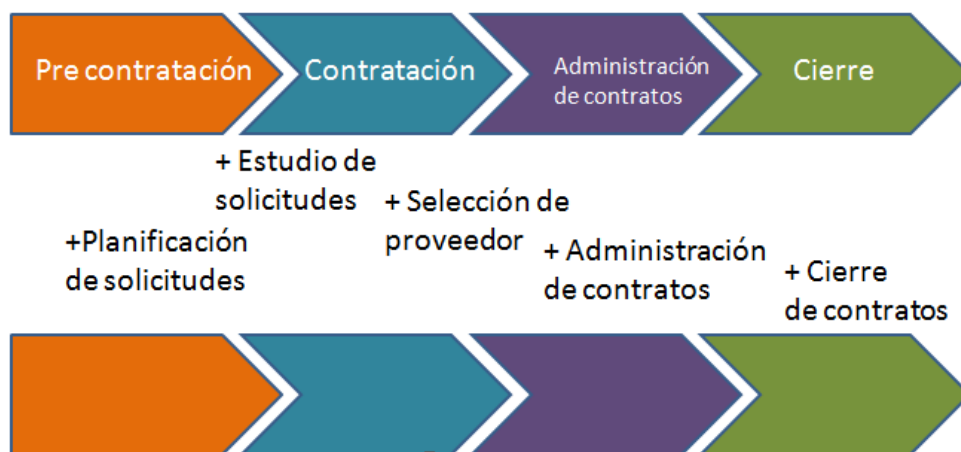 Pre contratación
Contratación
Administración
de contratos
Cierre
+ Estudio de
solicitudes
+ Selección de
proveedor
+Planificación
de solicitudes
+ Administración
de contratos
+ Cierre
de contratos